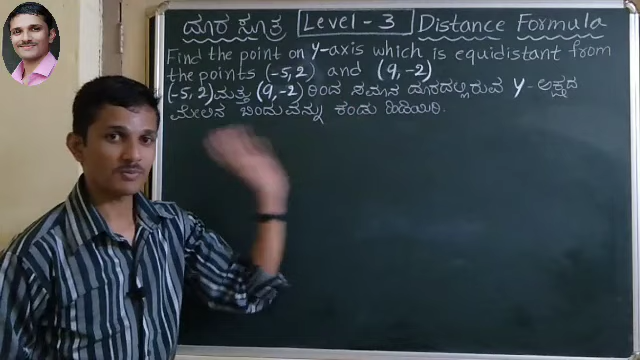 ದೂರ ಸೂತ್ರ Level - 3 Distance Formula
Find the point on Y-axis which is equidistant from
the points (-5, 2) and (9, -2)
(-5, 2) ಮತ್ತು (9, -2) ರಿಂದ ಸಮಾನ ದೂರದಲ್ಲಿರುವ Y - ಅಕ್ಷದ
ಮೇಲಿನ ಬಿಂದುವನ್ನು ಕಂಡು ಹಿಡಿಯಿರಿ.